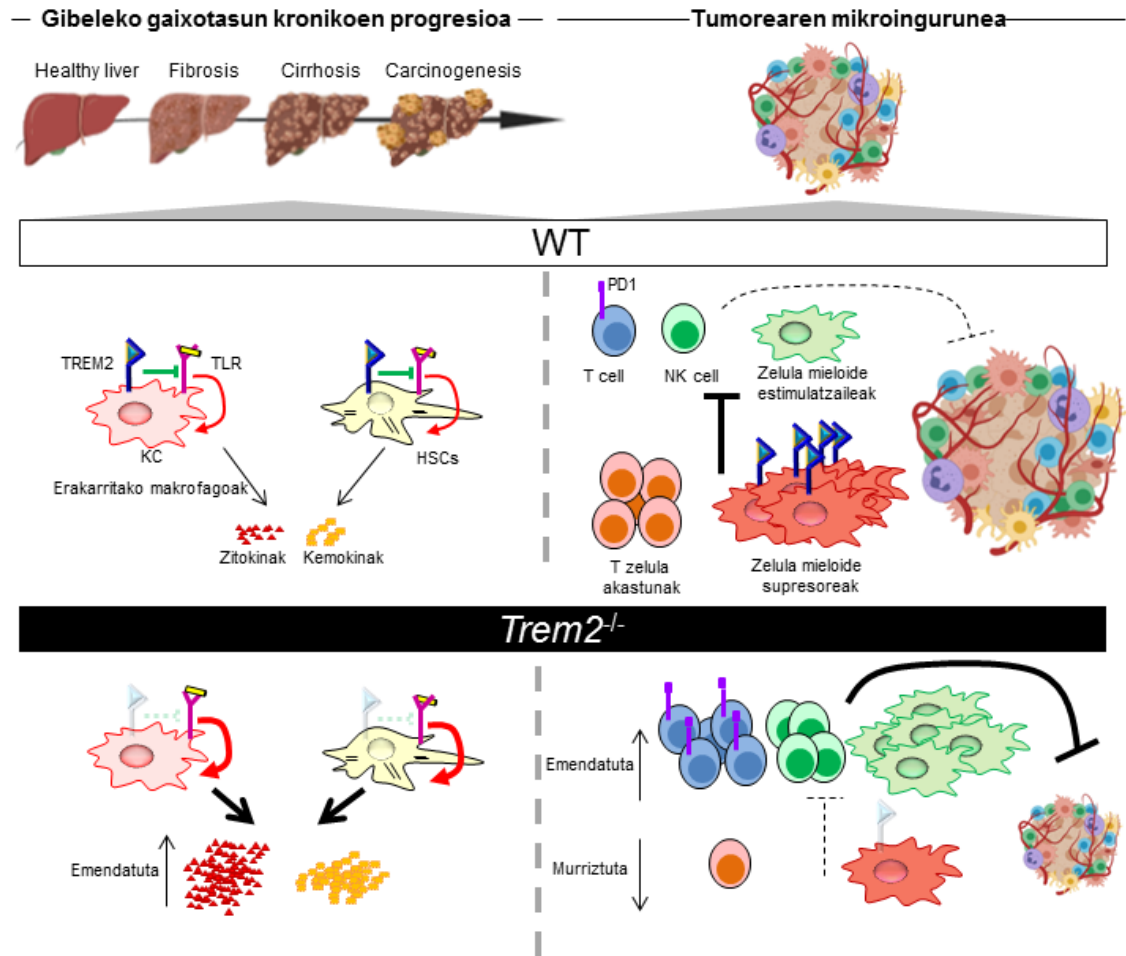 Gibeleko gaixotasun kronikoen progresioa
Tumorearen mikroingurunea
Healthy liver
Fibrosis
Cirrhosis
Carcinogenesis
WT
TREM2
TLR
KC
HSCs
Erakarritako makrofagoak
Zitokinak
Kemokinak
PD1
T cell
NK cell
Zelula mieloide
estimulatzaileak
T zelula
akastunak
Zelula mieloide
supresoreak
Trem2-/-
Emendatuta
Emendatuta
Murriztuta